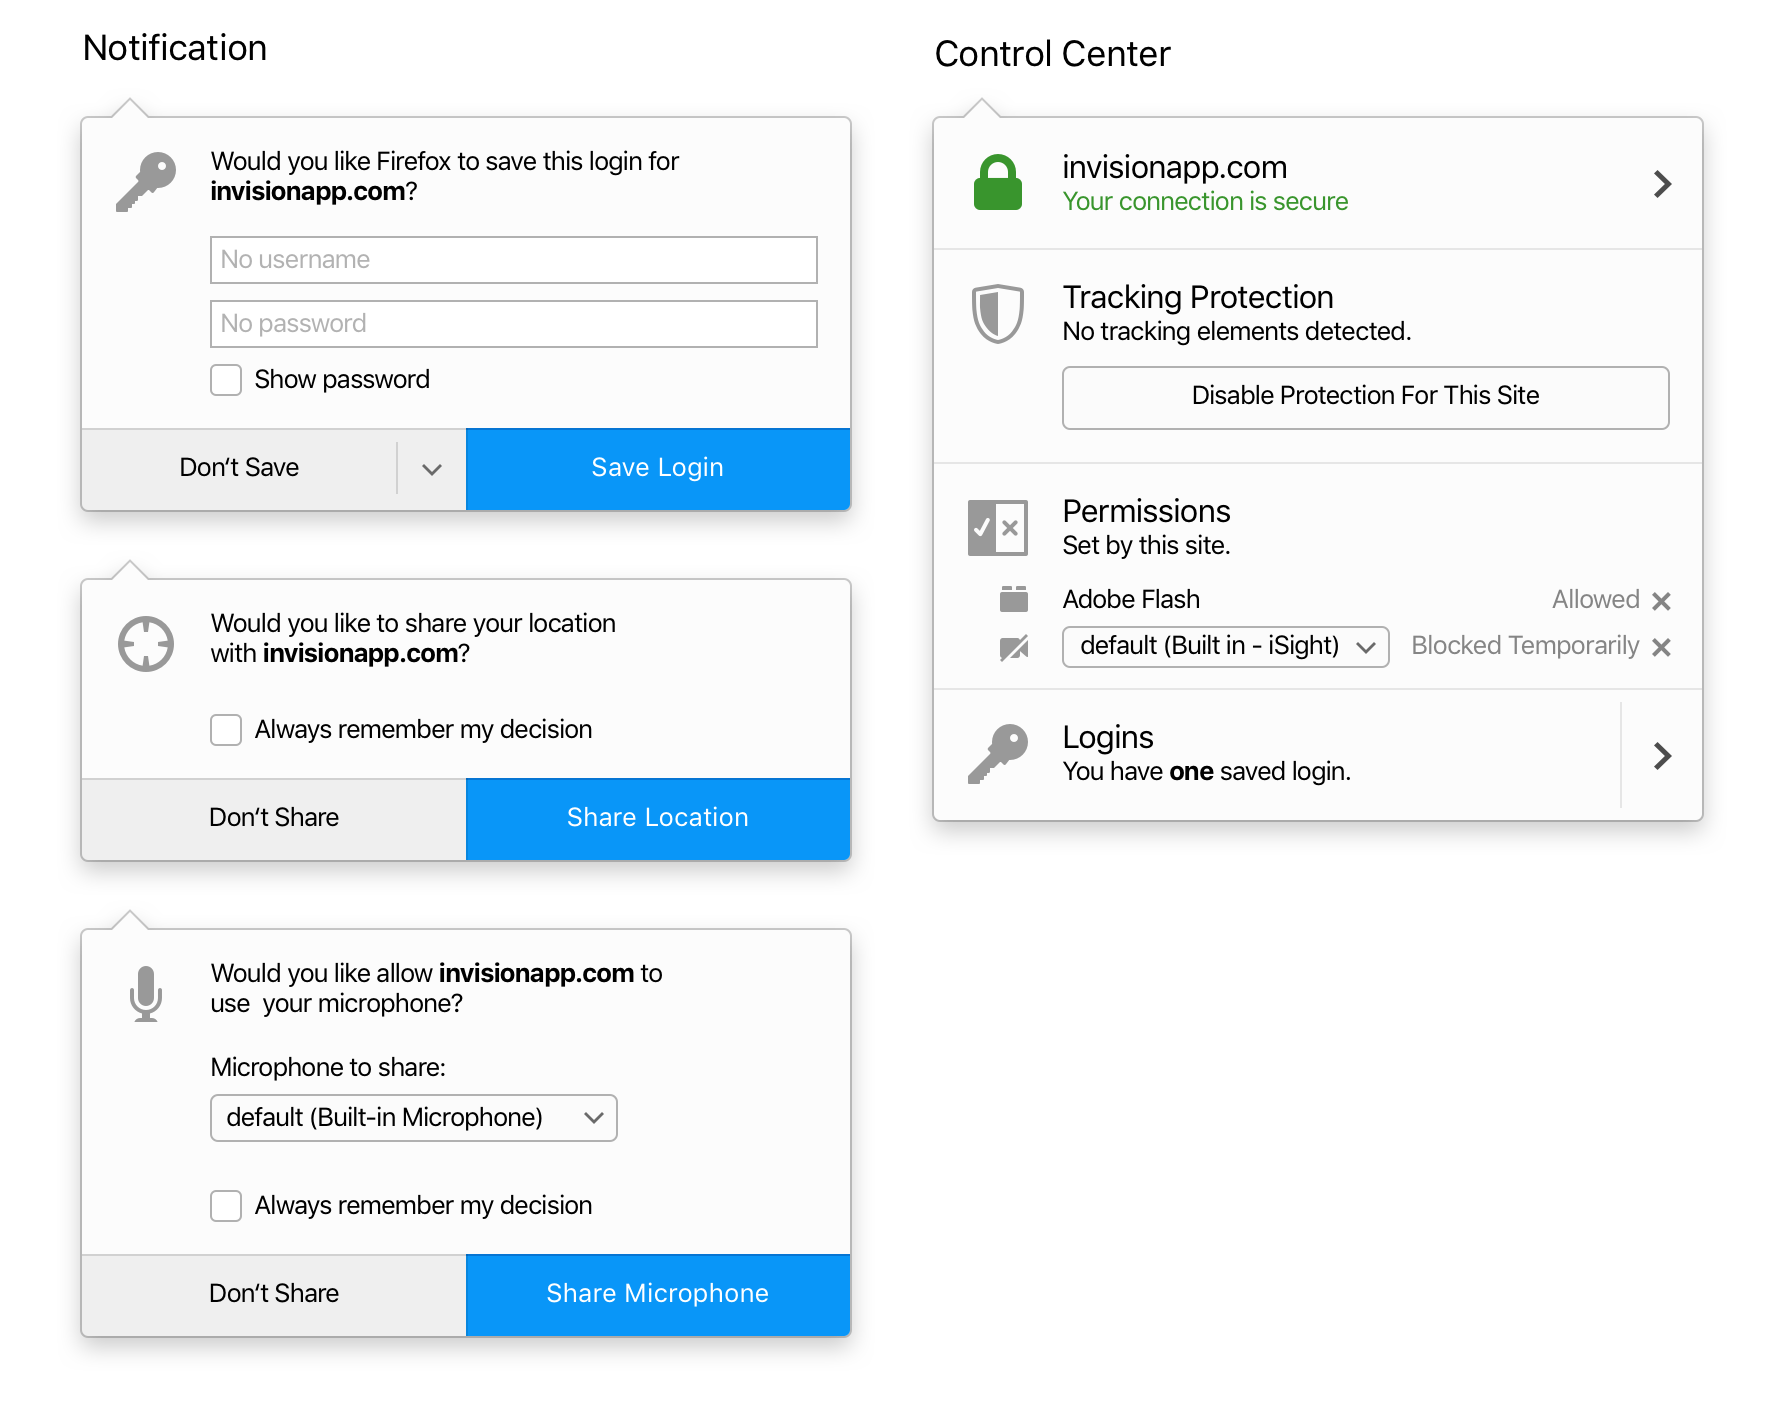 Notification
Would you like Firefox to save this login for
invisionapp.com?
No username
No password
Show password
Don‘t Save
Save Login
Would you like to share your location
with invisionapp.com?
Always remember my decision
Don‘t Share
Share Location
Would you like allow invisionapp.com to
use  your microphone?
Microphone to share:
default (Built-in Microphone)
Always remember my decision
Don‘t Share
Share Microphone
Control Center
invisionapp.com
Your connection is secure
Tracking Protection
No tracking elements detected.
Disable Protection For This Site
Permissions
Set by this site.
Adobe Flash Allowed
default (Built in - iSight) Blocked Temporarily
Logins
You have one saved login.